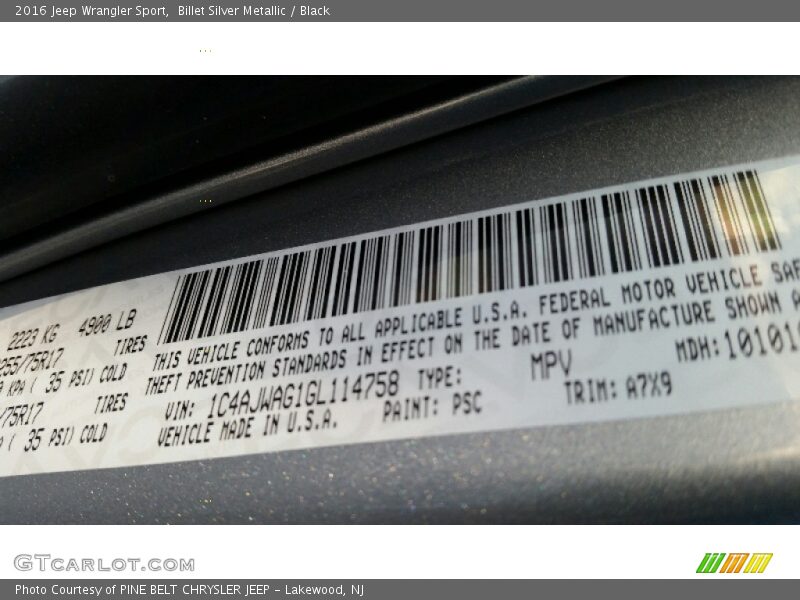 2016 Jeep Wrangler Sport,  Billet Silver Metallic / Black
2223 KG 4900 LB
255/75R17 TIRES
KPA ( 35 PSI) COLD
/75R17 TIRES
( 35 PSI) COLD
THIS VEHICLE CONFORMS TO ALL APPLICABLE U.S.A. FEDERAL MOTOR VEHICLE SAF
THEFT PREVENTION STANDARDS IN EFFECT ON THE DATE OF MANUFACTURE SHOWN A
VIN: 1C4AJWAG1GL114758 TYPE: MPV MDH: 101010
VEHICLE MADE IN U.S.A. PAINT: PSC TRIM: A7X9
GTCarLot.com
Photo Courtesy of PINE BELT CHRYSLER JEEP - Lakewood, NJ